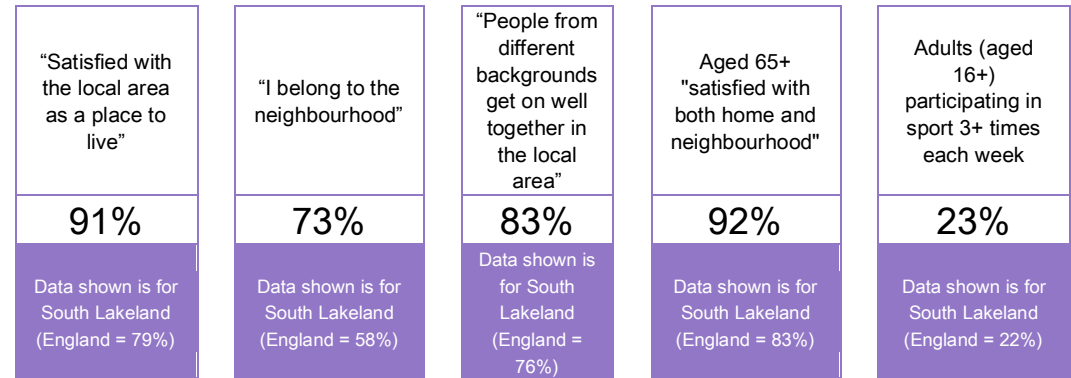 “Satisfied with
the local area
as a place to
live”
91%
Data shown is for
South Lakeland
(England = 79%)
“I belong to the
neighbourhood”
73%
Data shown is for
South Lakeland
(England = 58%)
“People from
different
backgrounds
get on well
together in
the local
area”
83%
Data shown is
for South
Lakeland
(England =
76%)
Aged 65+
"satisfied with
both home and
neighbourhood"
92%
Data shown is for
South Lakeland
(England = 83%)
Adults (aged
16+)
participating in
sport 3+ times
each week
23%
Data shown is for
South Lakeland
(England = 22%)